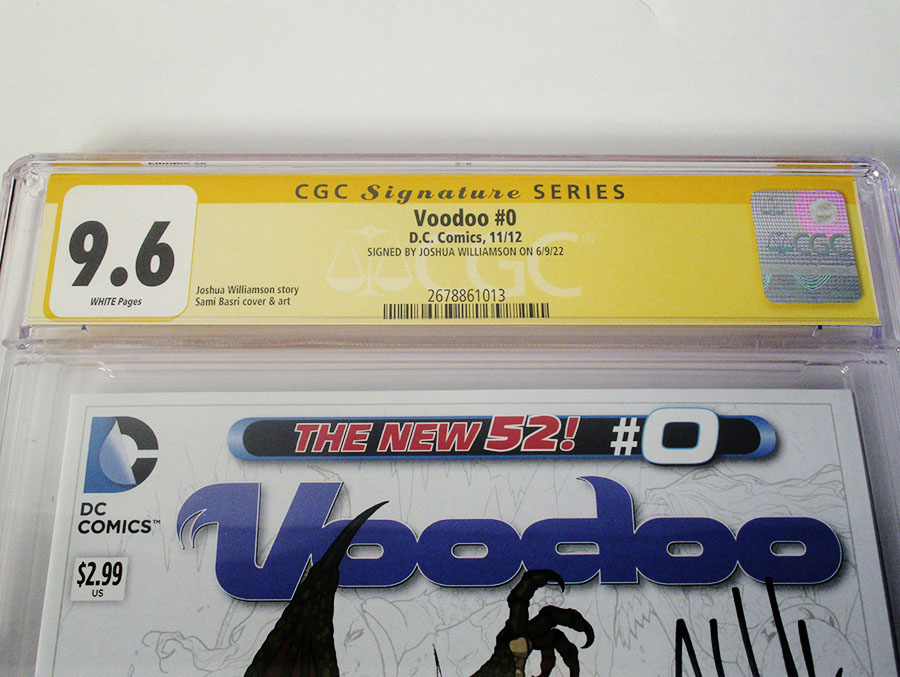 CGC Signature SERIES
Voodoo #0
D.C. Comics, 11/12
SIGNED BY JOSHUA WILLIAMSON ON 6/9/22
9.6
WHITE Pages
Joshua Williamson story
Sami Basri cover & art
CGC
2678861013
CGC
DC
COMICS™
THE NEW 52! #0
Voodoo
$2.99
US